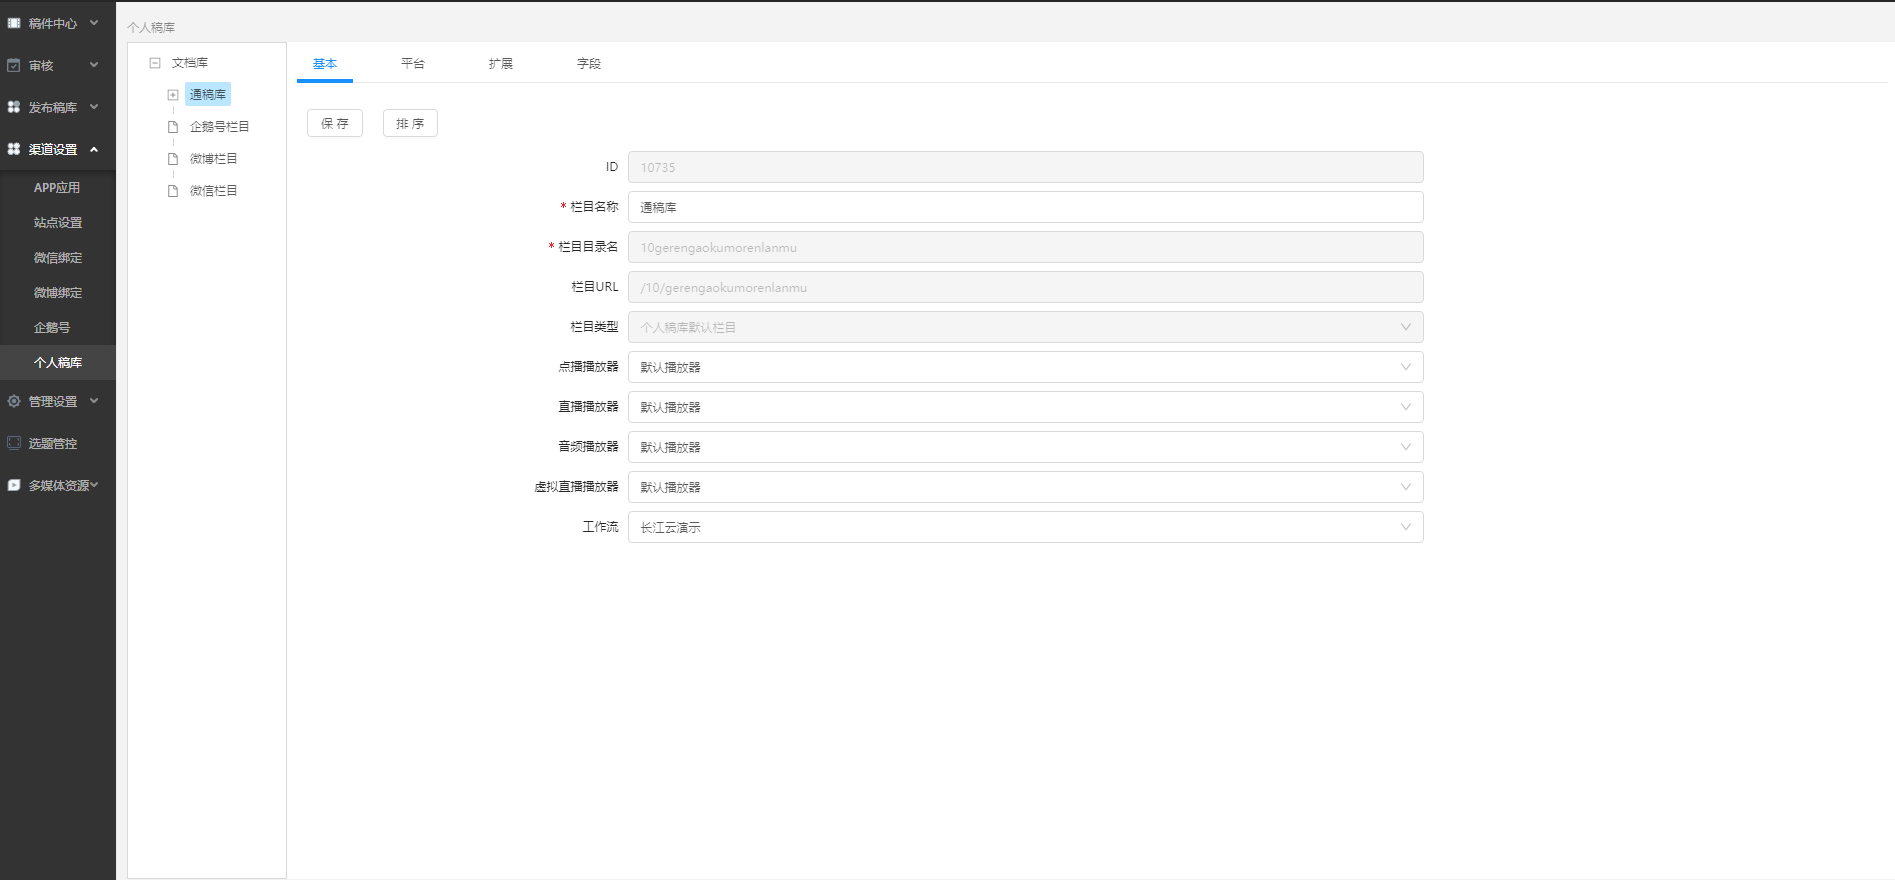 稿件中心
审核
发布稿库
渠道设置
APP应用
站点设置
微信绑定
微博绑定
企鹅号
个人稿库
管理设置
选题管控
多媒体资源
个人稿库
文档库
通稿库
企鹅号栏目
微博栏目
微信栏目
基本 平台 扩展 字段
保 存 排 序
ID 10735
* 栏目名称 通稿库
* 栏目目录名 10gerengaokumorenlanmu
栏目URL /10/gerengaokumorenlanmu
栏目类型 个人稿库默认栏目
点播播放器 默认播放器
直播播放器 默认播放器
音频播放器 默认播放器
虚拟直播播放器 默认播放器
工作流 长江云演示